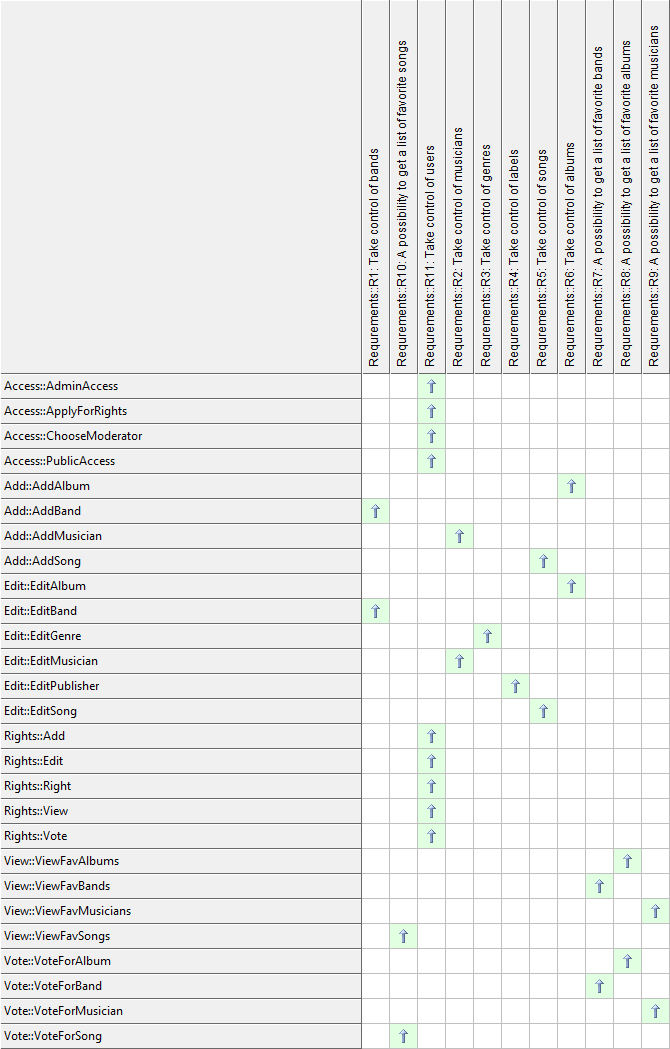 Requrements::R1: Take control of bands
Requrements::R10: A possibility to get a list of favorite songs
Requrements::R11: Take control of users
Requrements::R2: Take control of musicians
Requrements::R3: Take control of genres
Requrements::R4: Take control of labels
Requrements::R5: Take control of songs
Requrements::R6: Take control of albums
Requrements::R7: A possibility to get a list of favorite bands
Requrements::R8: A possibility to get a list of favorite albums
Requrements::R9: A possibility to get a list of favorite musicians
Access::AdminAccess
Access::ApplyForRights
Access::ChooseModerator
Access::PublicAccess
Add::AddAlbum
Add::AddBand
Add::AddMusician
Add::AddSong
Edit::EditAlbum
Edit::EditBand
Edit::EditGenre
Edit::EditMusician
Edit::EditPublisher
Edit::EditSong
Rights::Add
Rights::Edit
Rights::Right
Rights::View
Rights::Vote
View::ViewFavAlbums
View::ViewFavBands
View::ViewFavMusicians
View::ViewFavSongs
Vote::VoteForAlbum
Vote::VoteForBand
Vote::VoteForMusician
Vote::VoteForSong